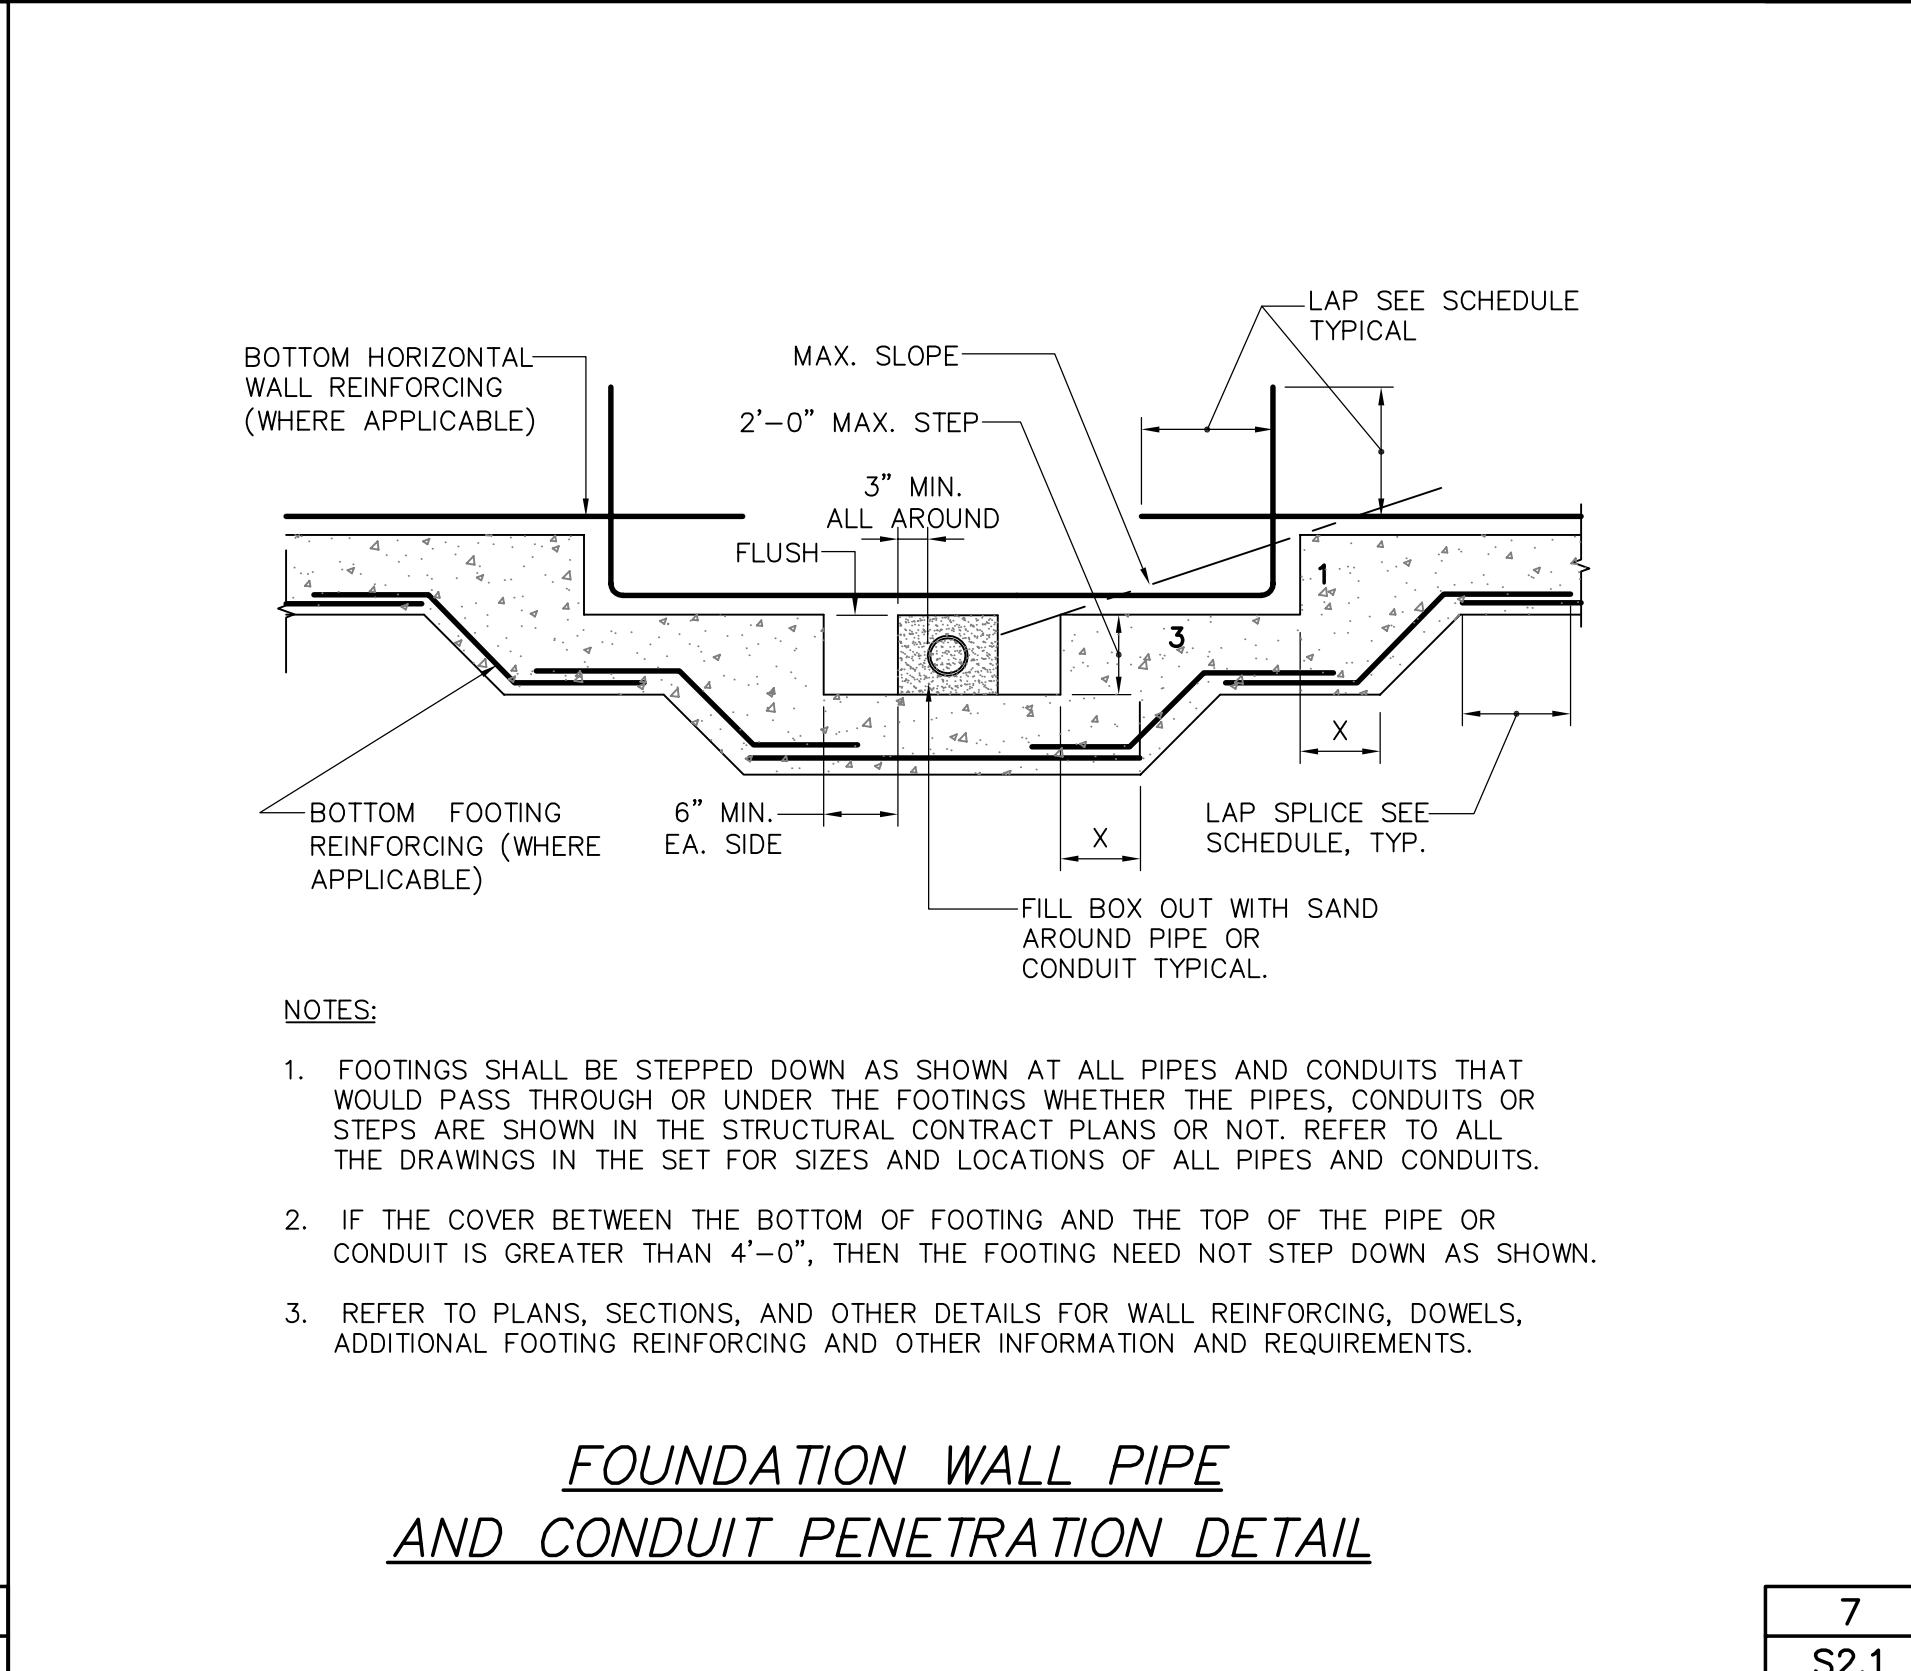 LAP SEE SCHEDULE
TYPICAL
BOTTOM HORIZONTAL
WALL REINFORCING
(WHERE APPLICABLE)
MAX. SLOPE
2'-0" MAX. STEP
3" MIN.
ALL AROUND
FLUSH
1
3
X
BOTTOM FOOTING
REINFORCING (WHERE
APPLICABLE)
6" MIN.
EA. SIDE
X
LAP SPLICE SEE
SCHEDULE, TYP.
FILL BOX OUT WITH SAND
AROUND PIPE OR
CONDUIT TYPICAL.
NOTES:
1. FOOTINGS SHALL BE STEPPED DOWN AS SHOWN AT ALL PIPES AND CONDUITS THAT
WOULD PASS THROUGH OR UNDER THE FOOTINGS WHETHER THE PIPES, CONDUITS OR
STEPS ARE SHOWN IN THE STRUCTURAL CONTRACT PLANS OR NOT. REFER TO ALL
THE DRAWINGS IN THE SET FOR SIZES AND LOCATIONS OF ALL PIPES AND CONDUITS.
2. IF THE COVER BETWEEN THE BOTTOM OF FOOTING AND THE TOP OF THE PIPE OR
CONDUIT IS GREATER THAN 4'-0", THEN THE FOOTING NEED NOT STEP DOWN AS SHOWN.
3. REFER TO PLANS, SECTIONS, AND OTHER DETAILS FOR WALL REINFORCING, DOWELS,
ADDITIONAL FOOTING REINFORCING AND OTHER INFORMATION AND REQUIREMENTS.
FOUNDATION WALL PIPE
AND CONDUIT PENETRATION DETAIL
7
S2.1